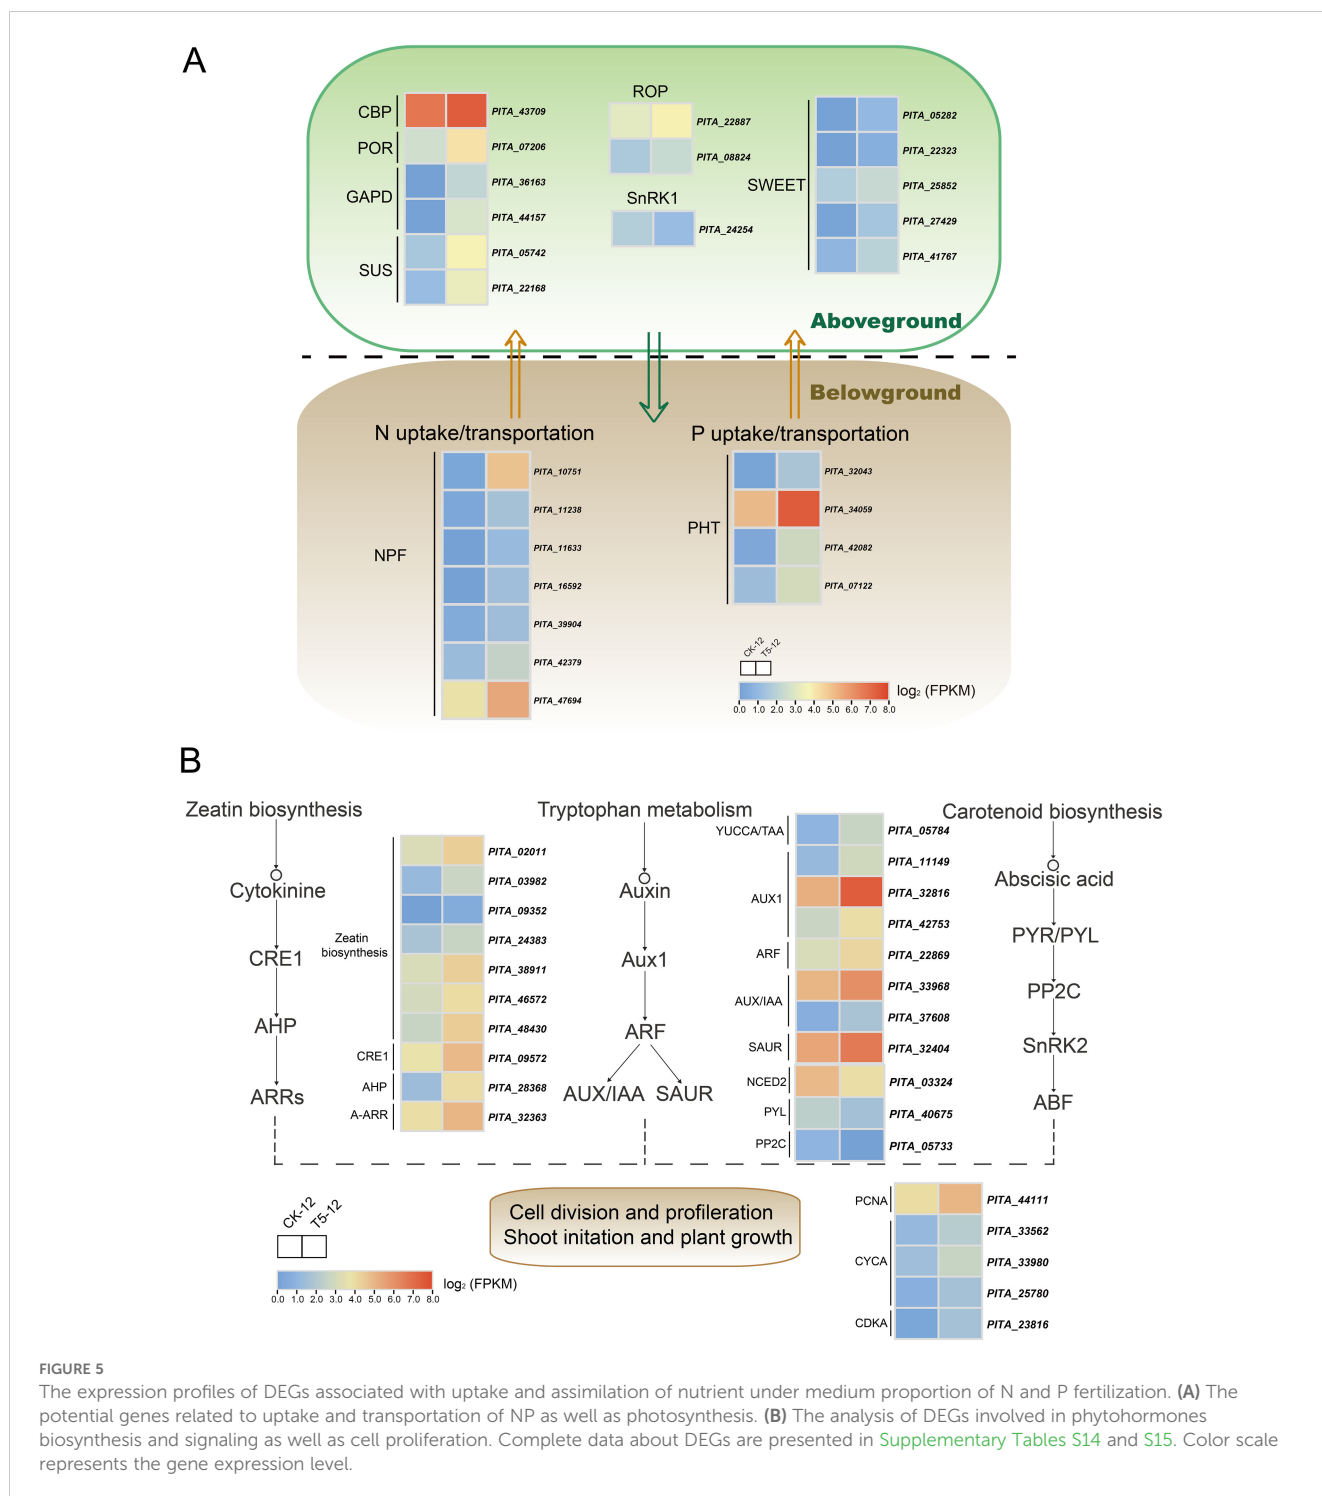 A
CBP
PITA_43709
POR
PITA_07206
GAPD
PITA_36163
PITA_44157
SUS
PITA_05742
PITA_22168
ROP
PITA_22887
PITA_08824
SnRK1
PITA_24254
SWEET
PITA_05282
PITA_22323
PITA_25852
PITA_27429
PITA_41767
Aboveground
Belowground
N uptake/transportation
NPF
PITA_10751
PITA_11238
PITA_11633
PITA_16592
PITA_39904
PITA_42379
PITA_47694
P uptake/transportation
PHT
PITA_32043
PITA_34059
PITA_42082
PITA_07122
CK-12
T5-12
log₂ (FPKM)
0.0 1.0 2.0 3.0 4.0 5.0 6.0 7.0 8.0
B
Zeatin biosynthesis
Cytokinine
CRE1
AHP
ARRs
Zeatin
biosynthesis
PITA_02011
PITA_03982
PITA_09352
PITA_24383
PITA_38911
PITA_46572
PITA_48430
CRE1
PITA_09572
AHP
PITA_28368
A-ARR
PITA_32363
Tryptophan metabolism
Auxin
Aux1
ARF
AUX/IAA SAUR
YUCCA/TAA
PITA_05784
AUX1
PITA_11149
PITA_32816
PITA_42753
ARF
PITA_22869
AUX/IAA
PITA_33968
PITA_37608
SAUR
PITA_32404
NCED2
PITA_03324
PYL
PITA_40675
PP2C
PITA_05733
Carotenoid biosynthesis
Abscisic acid
PYR/PYL
PP2C
SnRK2
ABF
CK-12
T5-12
log₂ (FPKM)
0.0 1.0 2.0 3.0 4.0 5.0 6.0 7.0 8.0
Cell division and profileration
Shoot initation and plant growth
PCNA
PITA_44111
CYCA
PITA_33562
PITA_33980
PITA_25780
CDKA
PITA_23816
FIGURE 5
The expression profiles of DEGs associated with uptake and assimilation of nutrient under medium proportion of N and P fertilization. (A) The
potential genes related to uptake and transportation of NP as well as photosynthesis. (B) The analysis of DEGs involved in phytohormones
biosynthesis and signaling as well as cell proliferation. Complete data about DEGs are presented in Supplementary Tables S14 and S15. Color scale
represents the gene expression level.